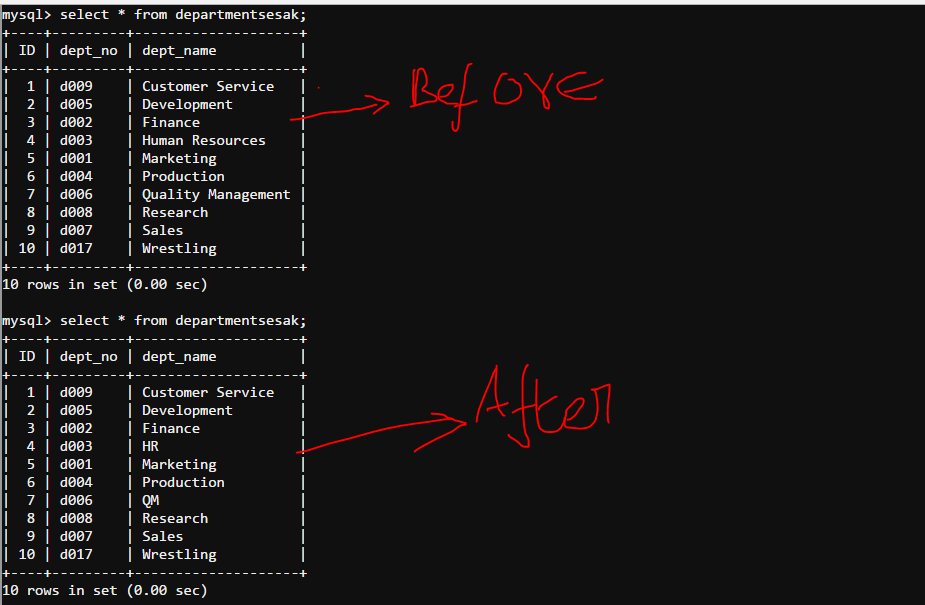 mysql> select * from departmentsesak;
+----+---------+--------------------+
| ID | dept_no | dept_name          |
+----+---------+--------------------+
|  1 | d009    | Customer Service   |
|  2 | d005    | Development        |
|  3 | d002    | Finance            |
|  4 | d003    | Human Resources    |
|  5 | d001    | Marketing          |
|  6 | d004    | Production         |
|  7 | d006    | Quality Management |
|  8 | d008    | Research           |
|  9 | d007    | Sales              |
| 10 | d017    | Wrestling          |
+----+---------+--------------------+
10 rows in set (0.00 sec)
Before
mysql> select * from departmentsesak;
+----+---------+--------------------+
| ID | dept_no | dept_name          |
+----+---------+--------------------+
|  1 | d009    | Customer Service   |
|  2 | d005    | Development        |
|  3 | d002    | Finance            |
|  4 | d003    | HR                 |
|  5 | d001    | Marketing          |
|  6 | d004    | Production         |
|  7 | d006    | QM                 |
|  8 | d008    | Research           |
|  9 | d007    | Sales              |
| 10 | d017    | Wrestling          |
+----+---------+--------------------+
10 rows in set (0.00 sec)
After